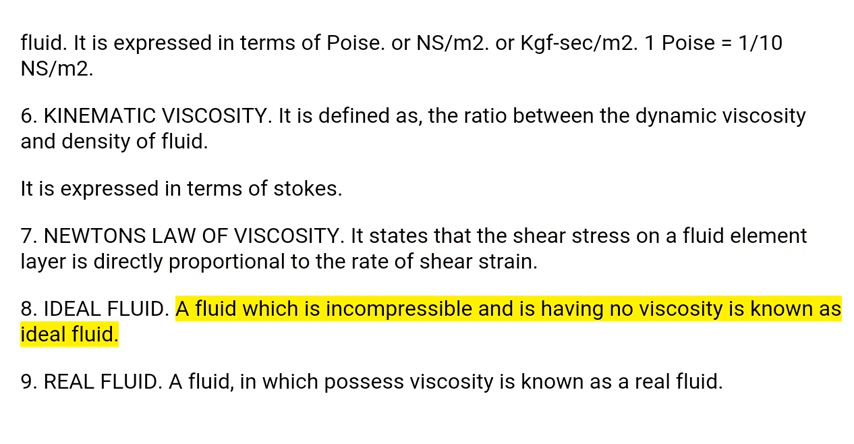 fluid. It is expressed in terms of Poise. or NS/m2. or Kgf-sec/m2. 1 Poise = 1/10
NS/m2.
6. KINEMATIC VISCOSITY. It is defined as, the ratio between the dynamic viscosity
and density of fluid.
It is expressed in terms of stokes.
7. NEWTONS LAW OF VISCOSITY. It states that the shear stress on a fluid element
layer is directly proportional to the rate of shear strain.
8. IDEAL FLUID. A fluid which is incompressible and is having no viscosity is known as
ideal fluid.
9. REAL FLUID. A fluid, in which possess viscosity is known as a real fluid.